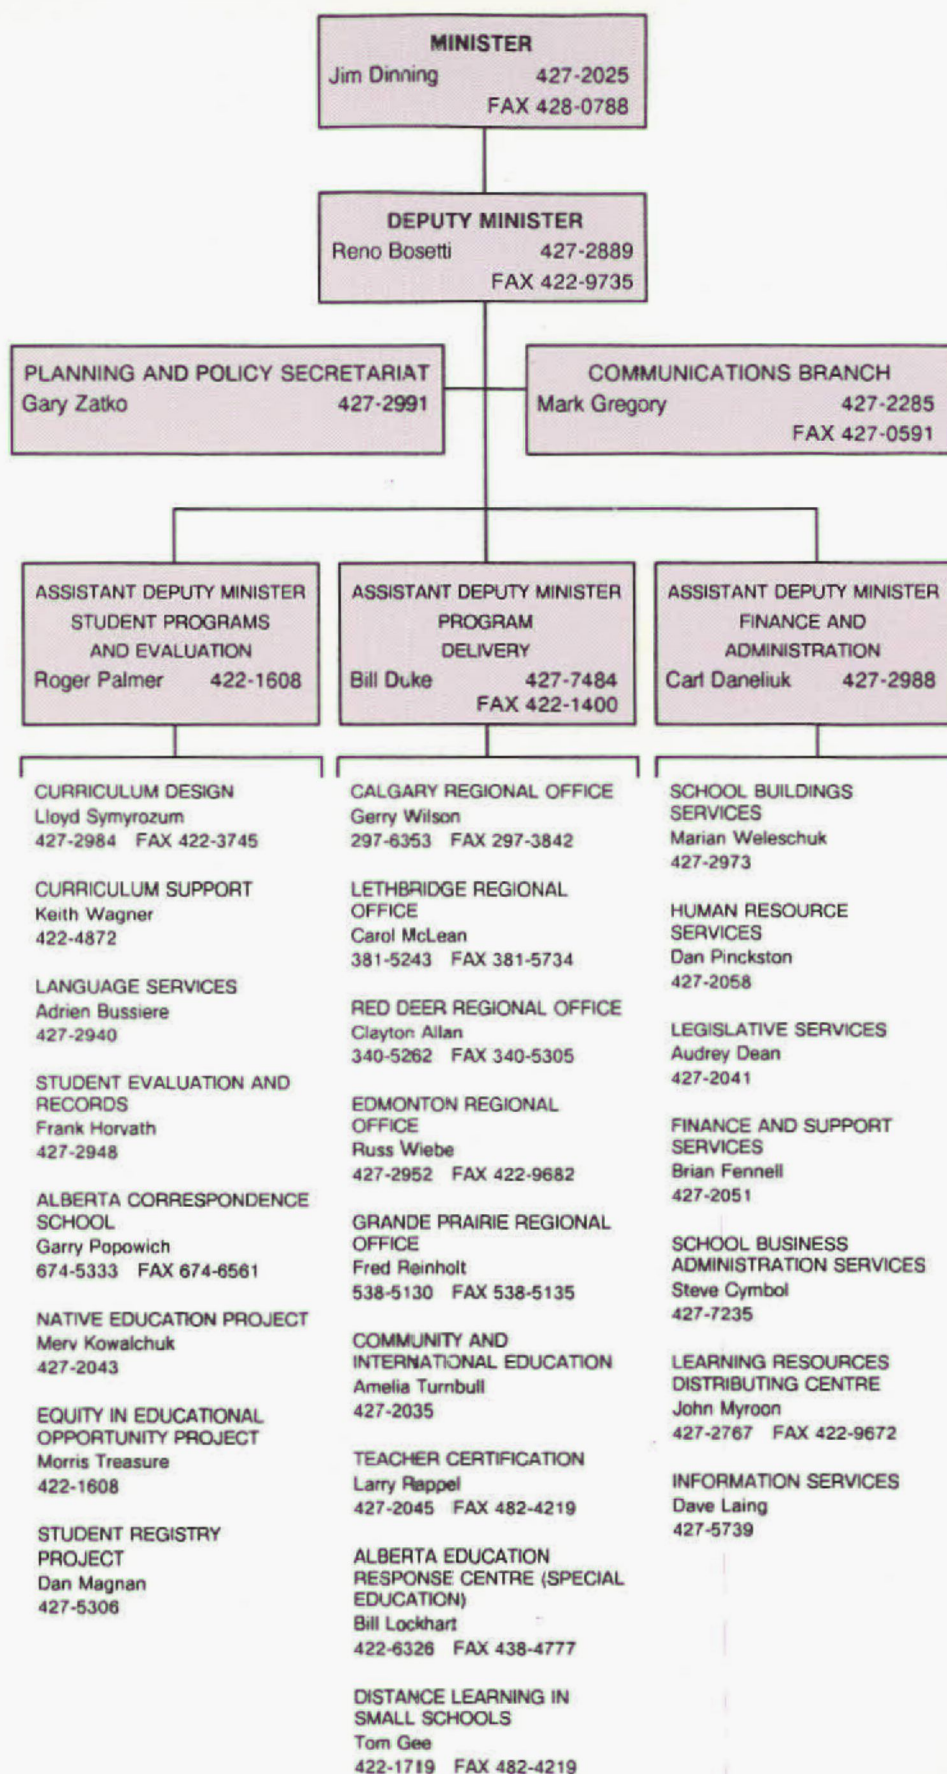 MINISTER
Jim Dinning 427-2025
FAX 428-0788
DEPUTY MINISTER
Reno Bosetti 427-2889
FAX 422-9735
PLANNING AND POLICY SECRETARIAT
Gary Zatko 427-2991
COMMUNICATIONS BRANCH
Mark Gregory 427-2285
FAX 427-0591
ASSISTANT DEPUTY MINISTER
STUDENT PROGRAMS
AND EVALUATION
Roger Palmer 422-1608
ASSISTANT DEPUTY MINISTER
PROGRAM
DELIVERY
Bill Duke 427-7484
FAX 422-1400
ASSISTANT DEPUTY MINISTER
FINANCE AND
ADMINISTRATION
Carl Daneliuk 427-2988
CURRICULUM DESIGN
Lloyd Symyrozum
427-2984 FAX 422-3745
CURRICULUM SUPPORT
Keith Wagner
422-4872
LANGUAGE SERVICES
Adrien Bussiere
427-2940
STUDENT EVALUATION AND
RECORDS
Frank Horvath
427-2948
ALBERTA CORRESPONDENCE
SCHOOL
Garry Popowich
674-5333 FAX 674-6561
NATIVE EDUCATION PROJECT
Merv Kowalchuk
427-2043
EQUITY IN EDUCATIONAL
OPPORTUNITY PROJECT
Morris Treasure
422-1608
STUDENT REGISTRY
PROJECT
Dan Magnan
427-5306
CALGARY REGIONAL OFFICE
Gerry Wilson
297-6353 FAX 297-3842
LETHBRIDGE REGIONAL
OFFICE
Carol McLean
381-5243 FAX 381-5734
RED DEER REGIONAL OFFICE
Clayton Allan
340-5262 FAX 340-5305
EDMONTON REGIONAL
OFFICE
Russ Wiebe
427-2952 FAX 422-9682
GRANDE PRAIRIE REGIONAL
OFFICE
Fred Reinholt
538-5130 FAX 538-5135
COMMUNITY AND
INTERNATIONAL EDUCATION
Amelia Turnbull
427-2035
TEACHER CERTIFICATION
Larry Rappel
427-2045 FAX 482-4219
ALBERTA EDUCATION
RESPONSE CENTRE (SPECIAL
EDUCATION)
Bill Lockhart
422-6326 FAX 438-4777
DISTANCE LEARNING IN
SMALL SCHOOLS
Tom Gee
422-1719 FAX 482-4219
SCHOOL BUILDINGS
SERVICES
Marian Weleschuk
427-2973
HUMAN RESOURCE
SERVICES
Dan Pinckston
427-2058
LEGISLATIVE SERVICES
Audrey Dean
427-2041
FINANCE AND SUPPORT
SERVICES
Brian Fennell
427-2051
SCHOOL BUSINESS
ADMINISTRATION SERVICES
Steve Cymbol
427-7235
LEARNING RESOURCES
DISTRIBUTING CENTRE
John Myroon
427-2767 FAX 422-9672
INFORMATION SERVICES
Dave Laing
427-5739